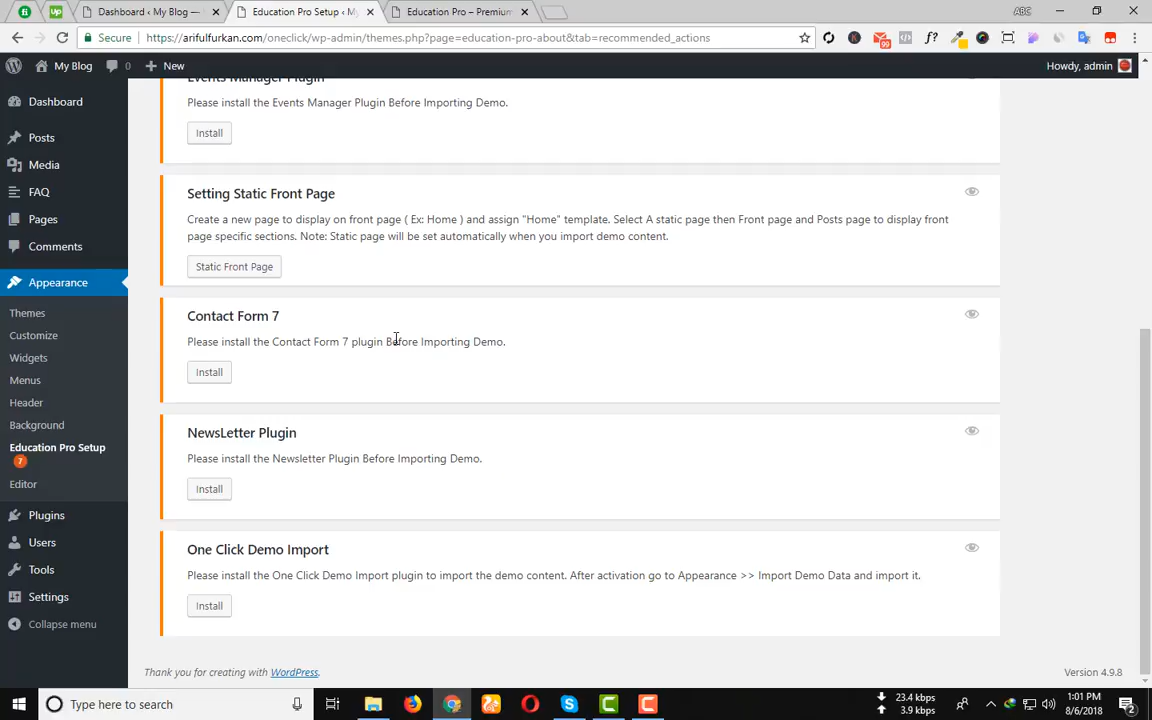 Dashboard ‹ My Blog —
Education Pro Setup ‹ My
Education Pro – Premium
ABC
Secure
https://arifulfurkan.com/oneclick/wp-admin/themes.php?page=education-pro-about&tab=recommended_actions
My Blog
0
New
Howdy, admin
Dashboard
Posts
Media
FAQ
Pages
Comments
Appearance
Themes
Customize
Widgets
Menus
Header
Background
Education Pro Setup
7
Editor
Plugins
Users
Tools
Settings
Collapse menu
Events Manager Plugin
Please install the Events Manager Plugin Before Importing Demo.
Install
Setting Static Front Page
Create a new page to display on front page ( Ex: Home ) and assign "Home" template. Select A static page then Front page and Posts page to display front
page specific sections. Note: Static page will be set automatically when you import demo content.
Static Front Page
Contact Form 7
Please install the Contact Form 7 plugin Before Importing Demo.
Install
NewsLetter Plugin
Please install the Newsletter Plugin Before Importing Demo.
Install
One Click Demo Import
Please install the One Click Demo Import plugin to import the demo content. After activation go to Appearance >> Import Demo Data and import it.
Install
Thank you for creating with WordPress.
Version 4.9.8
Type here to search
23.4 kbps
3.9 kbps
1:01 PM
8/6/2018
2